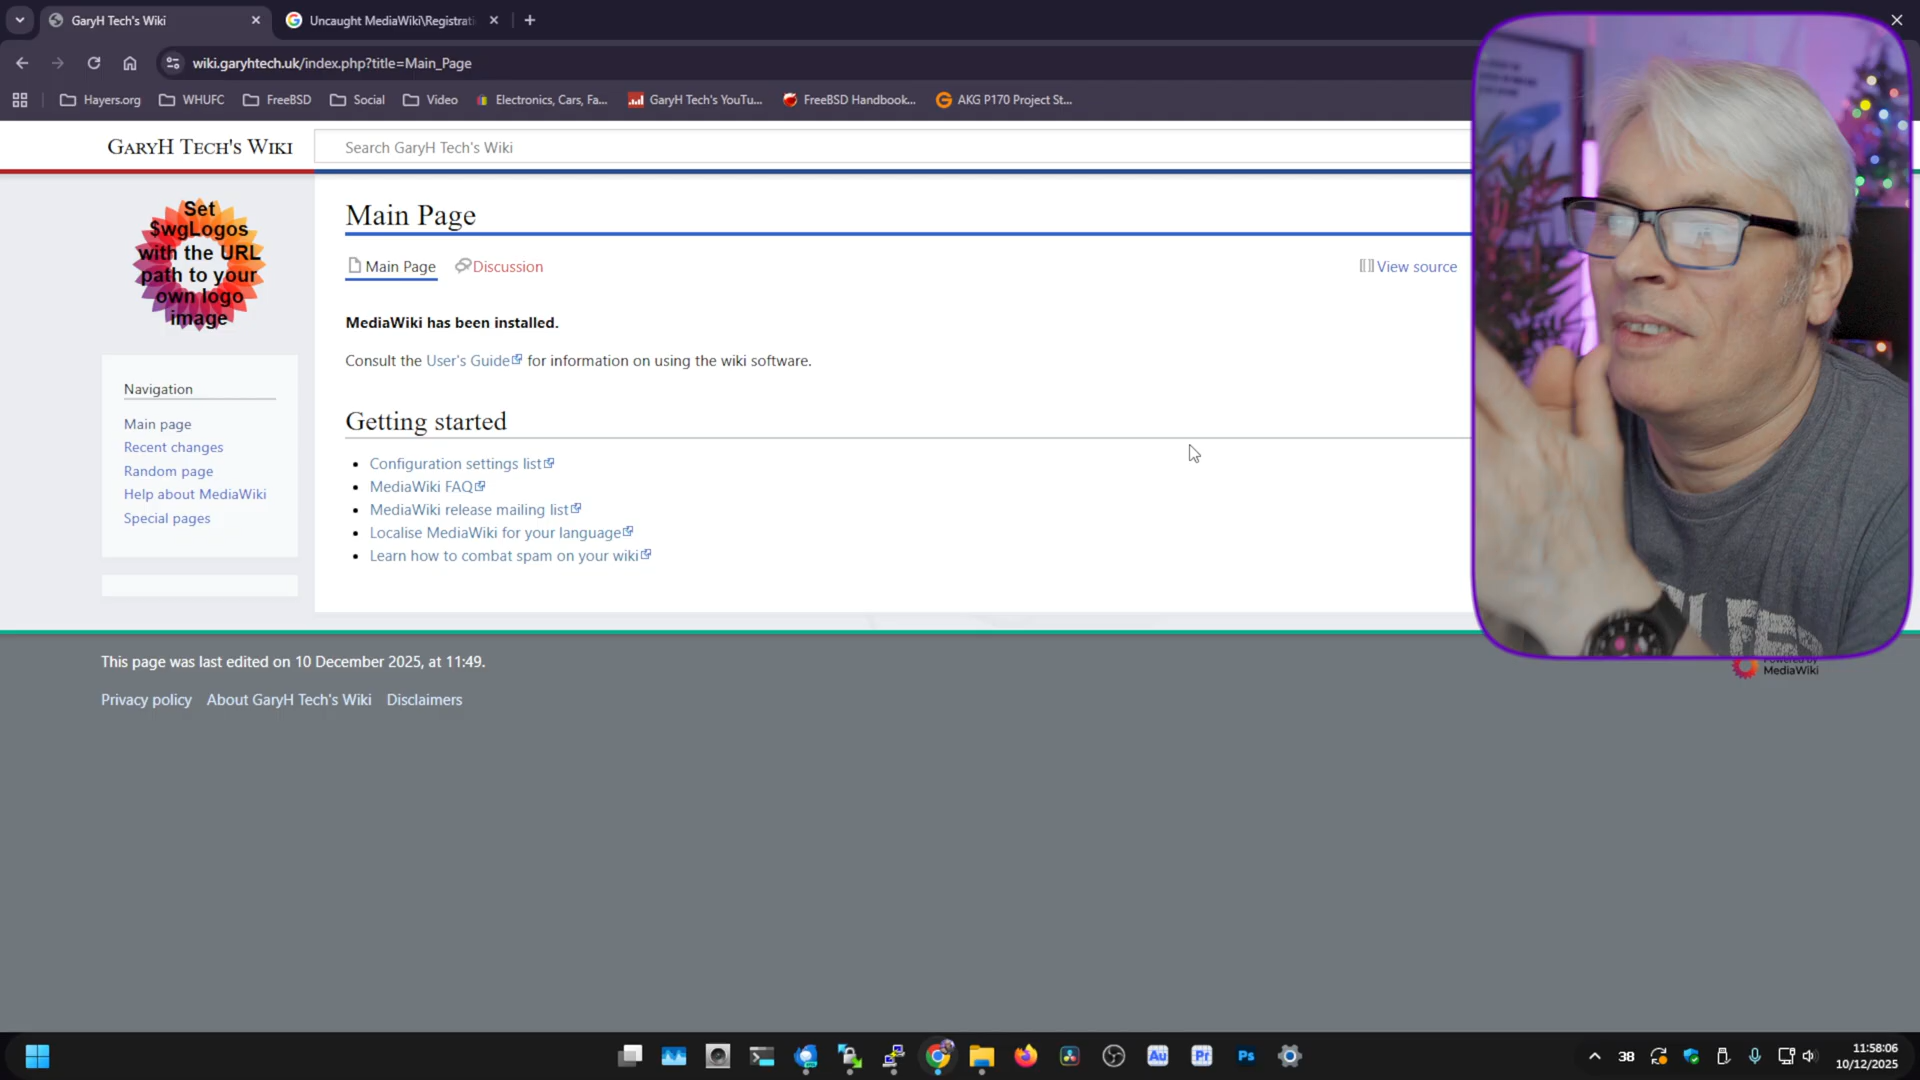 GaryH Tech's Wiki
Uncaught MediaWiki\Registrati
wiki.garyhtech.uk/index.php?title=Main_Page
Hayers.org
WHUFC
FreeBSD
Social
Video
Electronics, Cars, Fa...
GaryH Tech's YouTu...
FreeBSD Handbook...
AKG P170 Project St...
GaryH Tech's Wiki
Search GaryH Tech's Wiki
Set
$wgLogos
with the URL
path to your
own logo
image
Main Page
Main Page
Discussion
View source
MediaWiki has been installed.
Consult the User's Guide for information on using the wiki software.
Navigation
Main page
Recent changes
Random page
Help about MediaWiki
Special pages
Getting started
Configuration settings list
MediaWiki FAQ
MediaWiki release mailing list
Localise MediaWiki for your language
Learn how to combat spam on your wiki
This page was last edited on 10 December 2025, at 11:49.
Privacy policy About GaryH Tech's Wiki Disclaimers
Powered by
MediaWiki
Au
Pr
Ps
38
11:58:06
10/12/2025